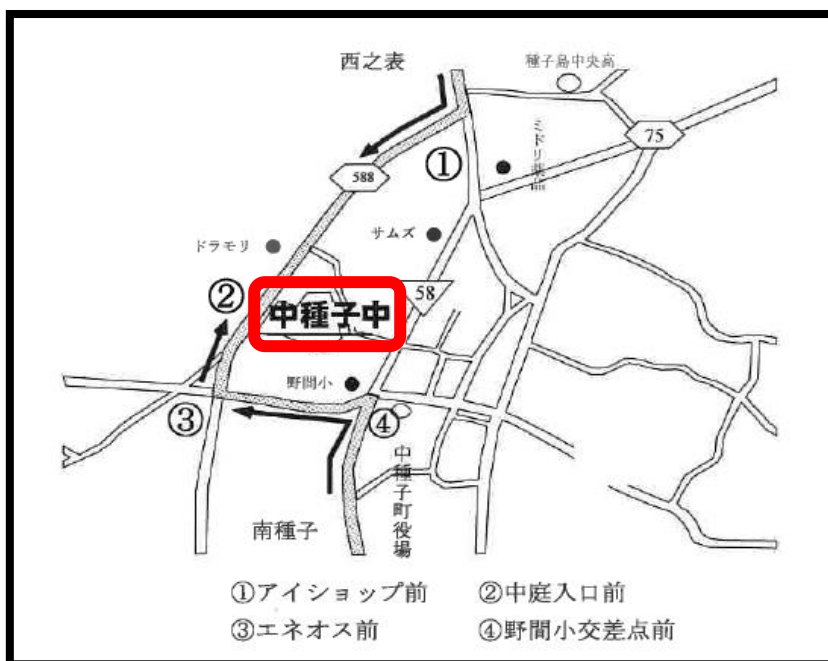 西之表
種子島中央高
75
①
ミドリ薬品
588
サムズ
ドラモリ
58
②
中種子中
野間小
③
④
中種子町役場
南種子
①アイショップ前 ②中庭入口前
③エネオス前 ④野間小交差点前